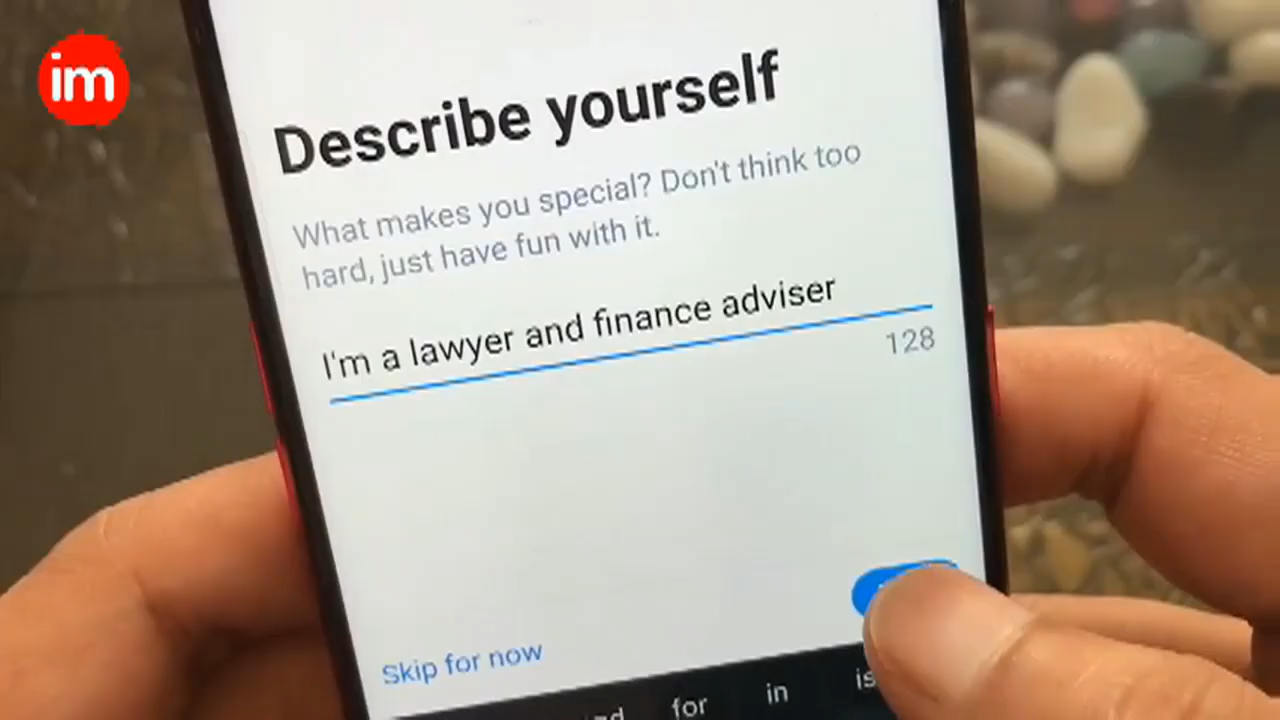 im
Describe yourself
What makes you special? Don't think too
hard, just have fun with it.
I'm a lawyer and finance adviser
128
Skip for now
for in is